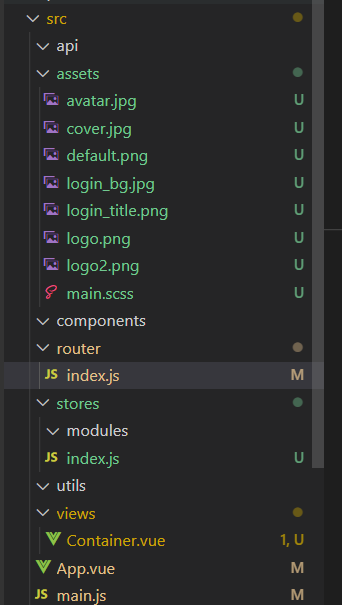 src
api
assets
avatar.jpg U
cover.jpg U
default.png U
login_bg.jpg U
login_title.png U
logo.png U
logo2.png U
main.scss U
components
router
JS index.js M
stores
modules
JS index.js U
utils
views
Container.vue 1, U
App.vue M
JS main.js M